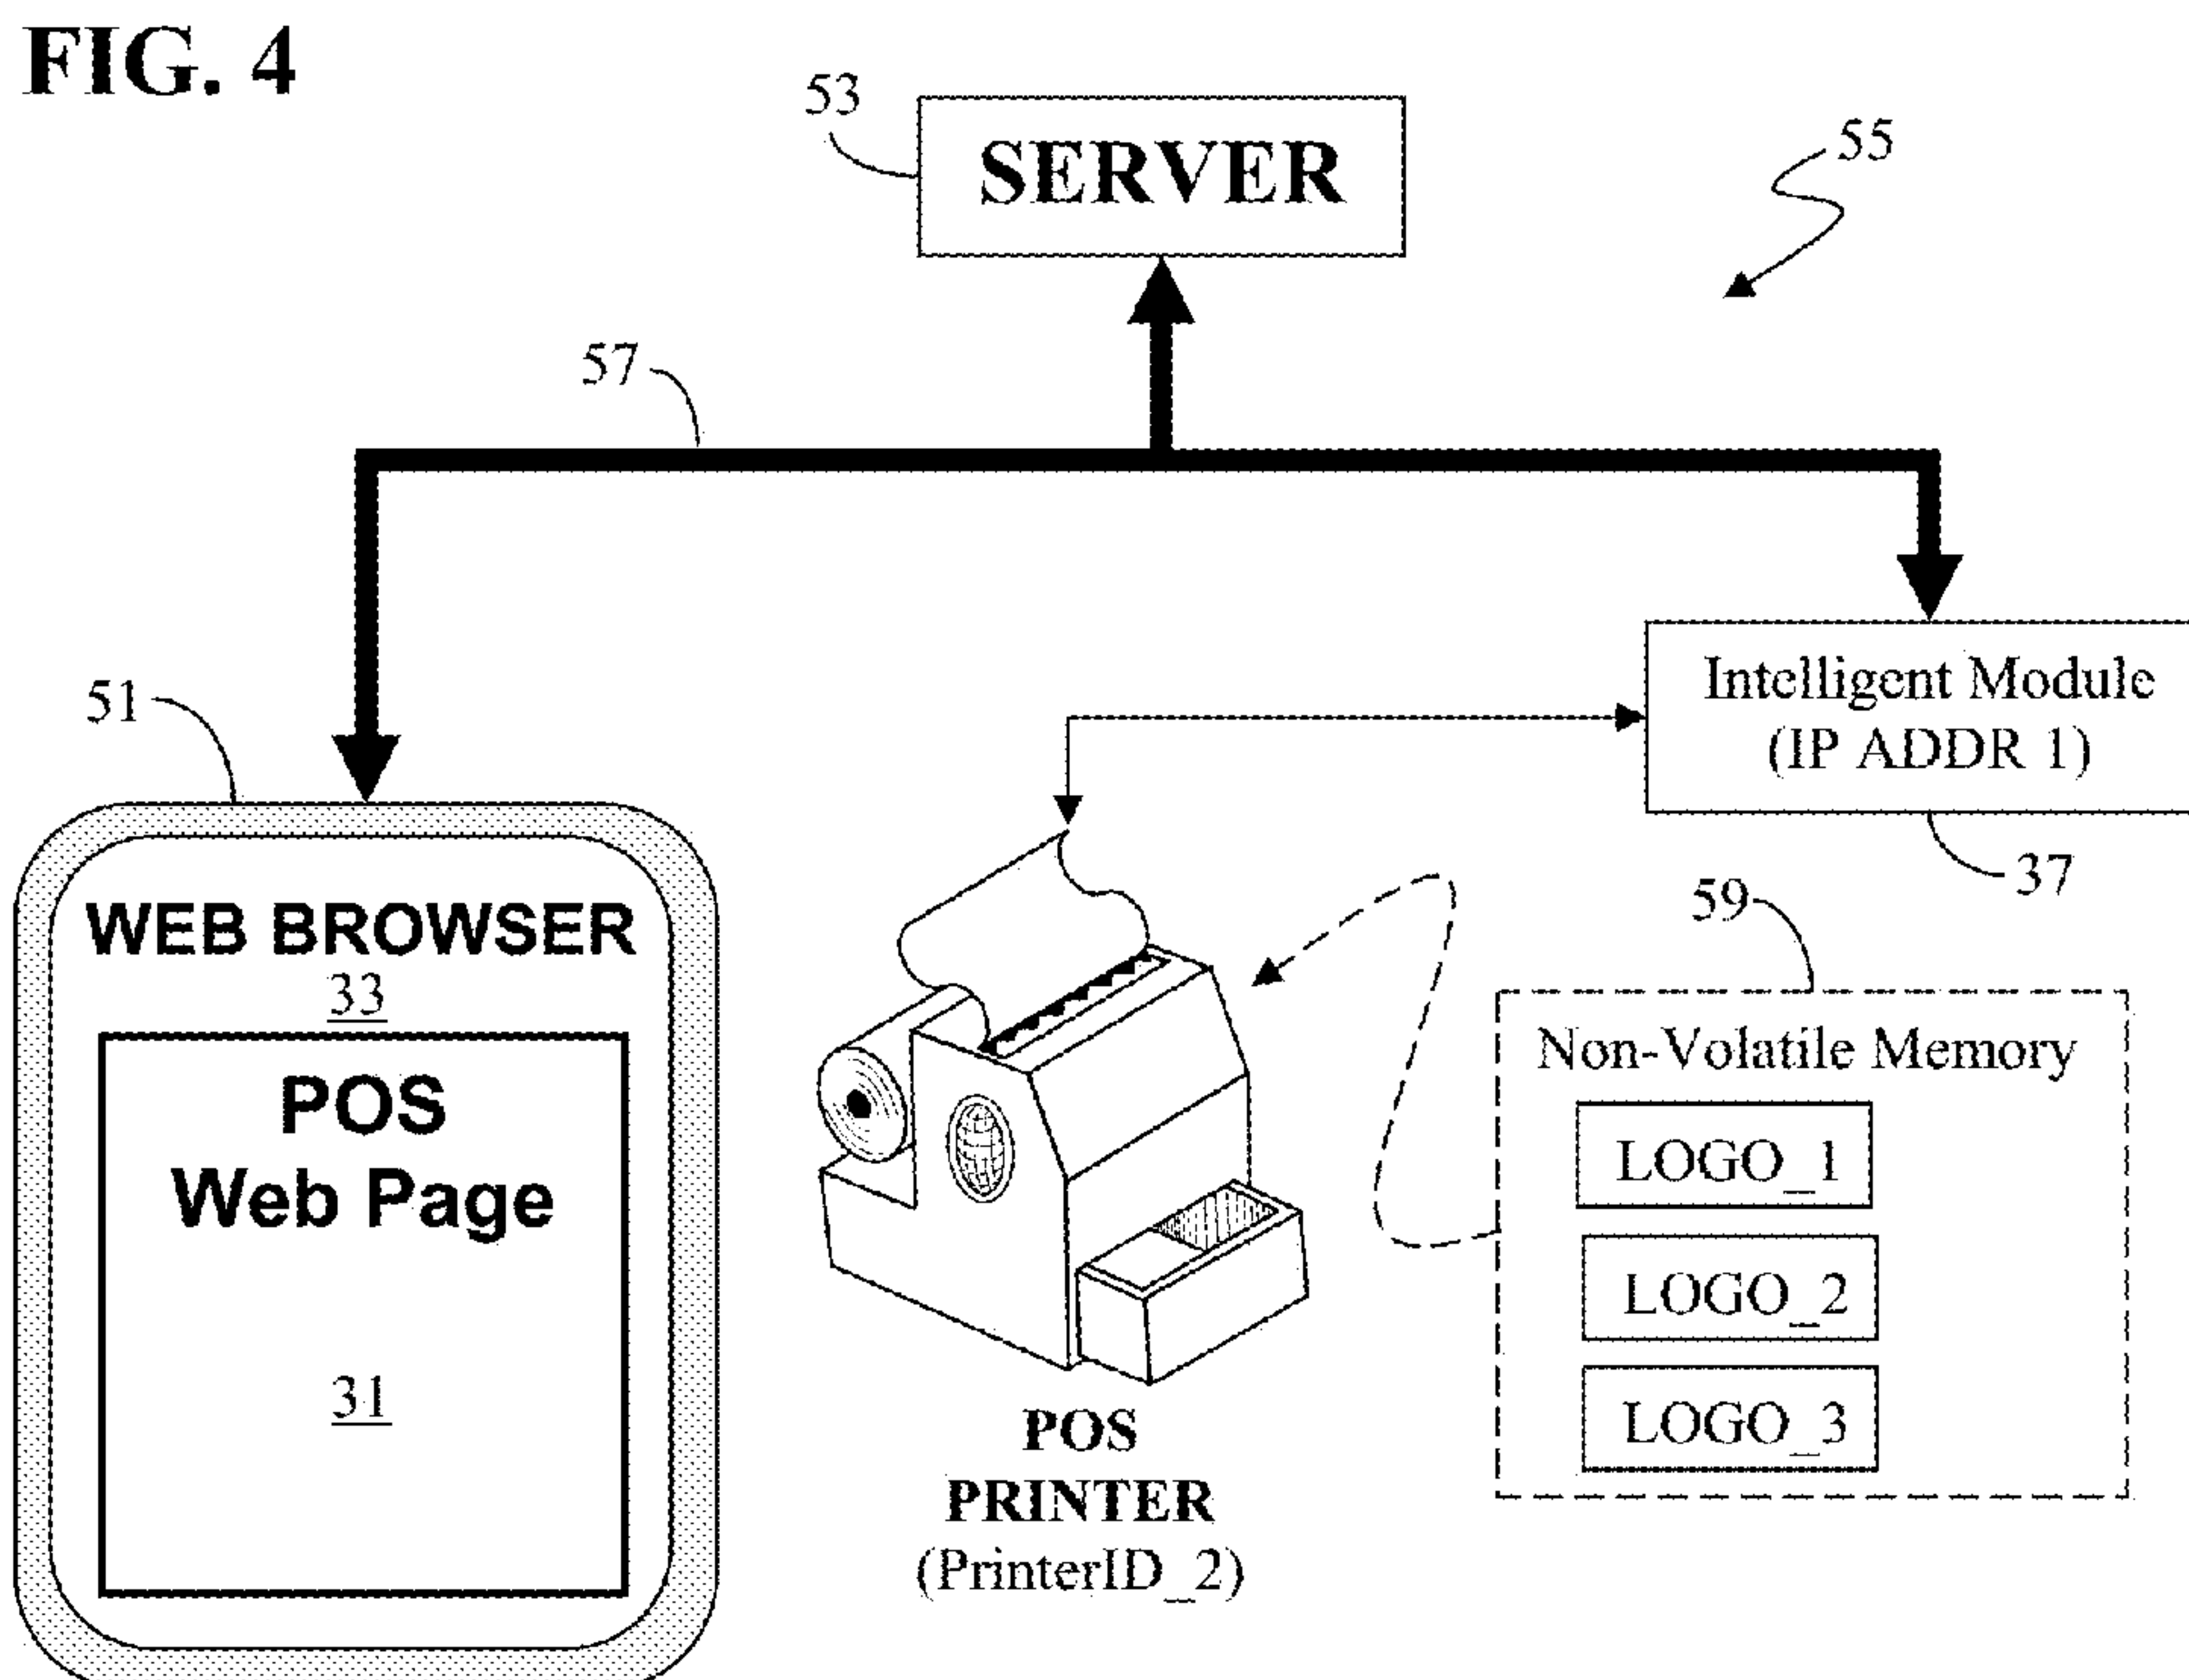 FIG. 4
53
SERVER
55
57
51
Intelligent Module
(IP ADDR 1)
37
59
WEB BROWSER
33
POS
Web Page
31
Non-Volatile Memory
LOGO_1
LOGO_2
LOGO_3
POS
PRINTER
(PrinterID_2)